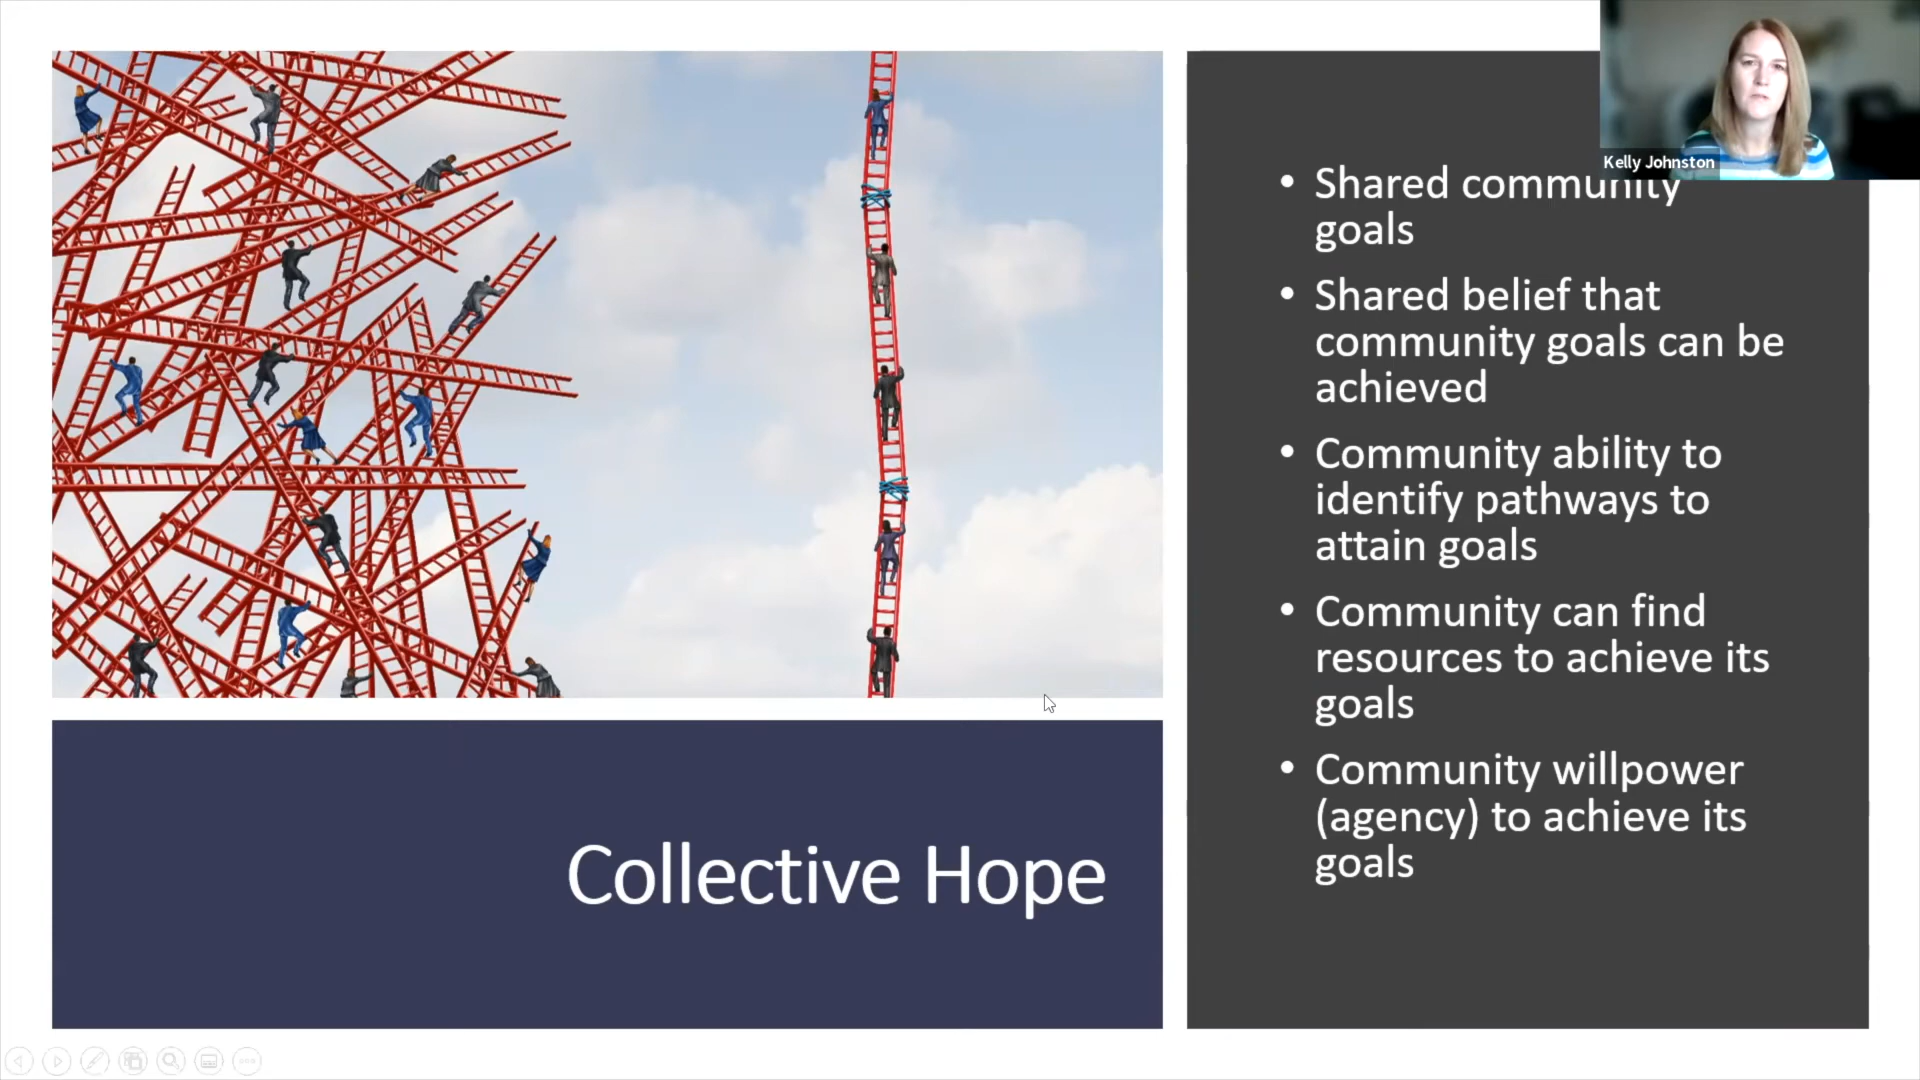 Kelly Johnston
• Shared community
goals
• Shared belief that
community goals can be
achieved
• Community ability to
identify pathways to
attain goals
• Community can find
resources to achieve its
goals
• Community willpower
(agency) to achieve its
goals
Collective Hope